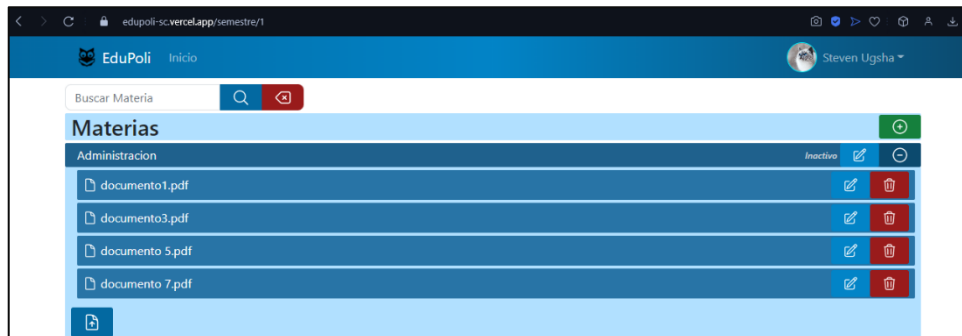 edupoli-sc.vercel.app/semestre/1
EduPoli Inicio Steven Ugsha
Buscar Materia
Materias
Administracion Inactivo
documento1.pdf
documento3.pdf
documento 5.pdf
documento 7.pdf